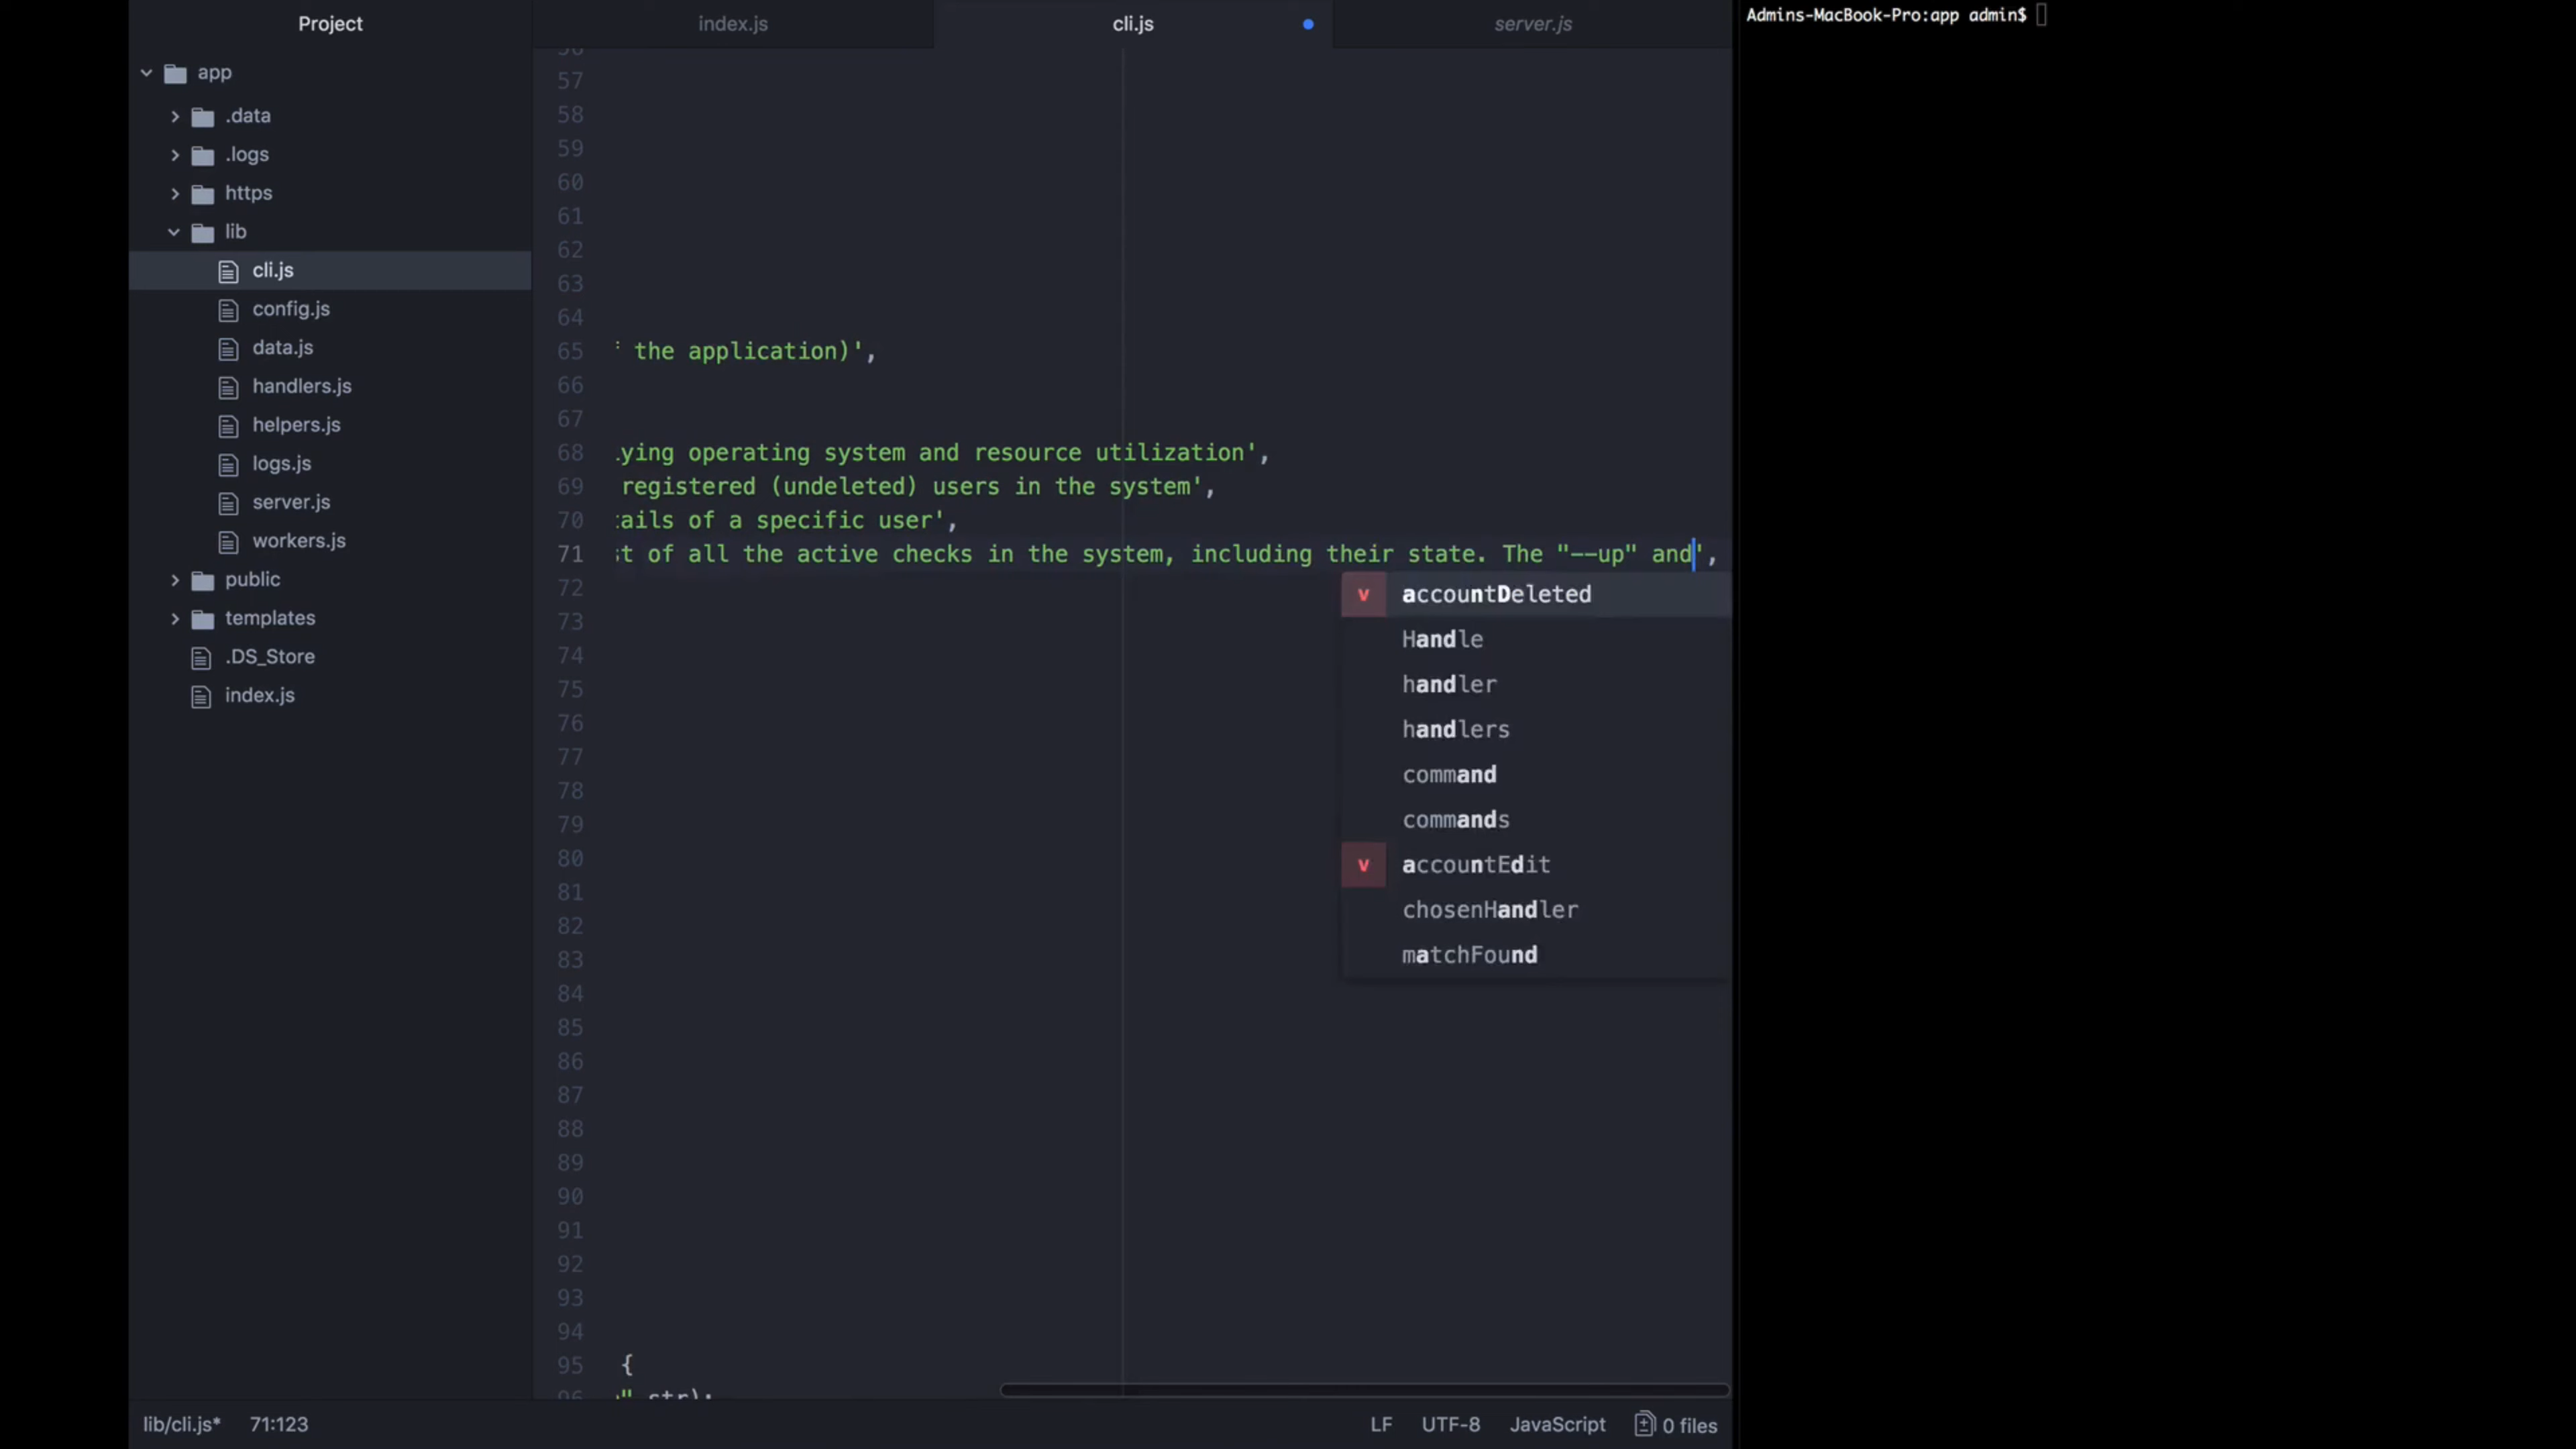 Project
index.js
cli.js
server.js
Admins-MacBook-Pro:app admin$
app
.data
.logs
https
lib
cli.js
config.js
data.js
handlers.js
helpers.js
logs.js
server.js
workers.js
public
templates
.DS_Store
index.js
57
58
59
60
61
62
63
64
65 ' the application)',
66
67
68 ying operating system and resource utilization',
69 registered (undeleted) users in the system',
70 ails of a specific user',
71 t of all the active checks in the system, including their state. The "--up" and',
72
73
74
75
76
77
78
79
80
81
82
83
84
85
86
87
88
89
90
91
92
93
94
95 {
96 " str);
v accountDeleted
Handle
handler
handlers
command
commands
v accountEdit
chosenHandler
matchFound
lib/cli.js* 71:123
LF UTF-8 JavaScript 0 files